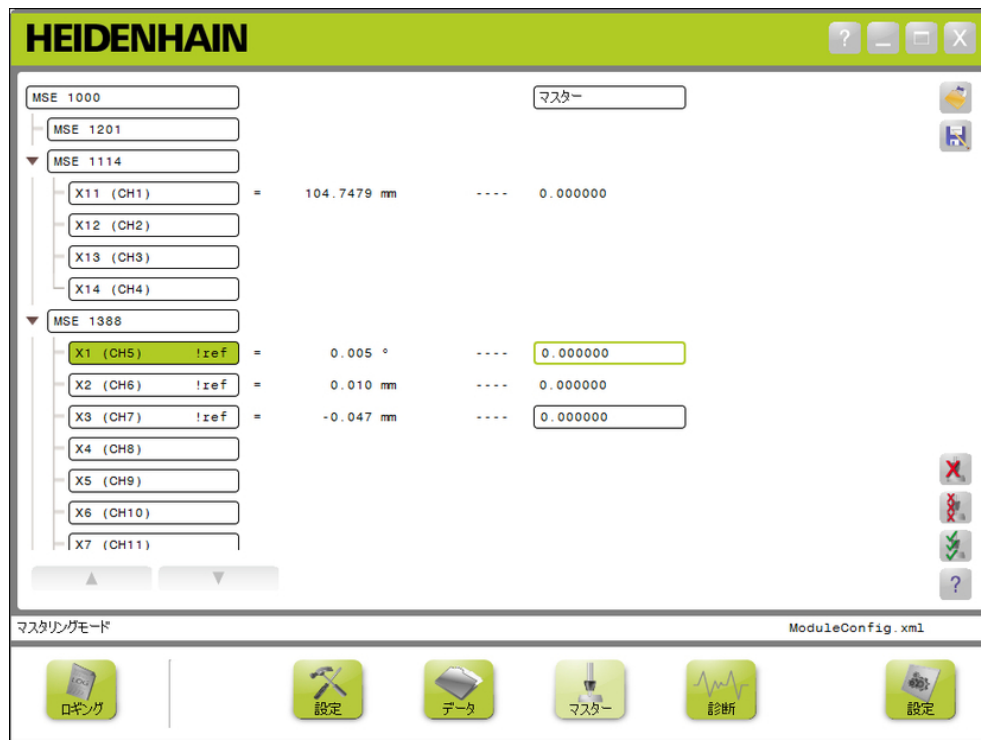 HEIDENHAIN
? _ X
MSE 1000 マスター
MSE 1201
MSE 1114
X11 (CH1) = 104.7479 mm ---- 0.000000
X12 (CH2)
X13 (CH3)
X14 (CH4)
MSE 1388
X1 (CH5) !ref = 0.005 ° ---- 0.000000
X2 (CH6) !ref = 0.010 mm ---- 0.000000
X3 (CH7) !ref = -0.047 mm ---- 0.000000
X4 (CH8)
X5 (CH9)
X6 (CH10)
X7 (CH11)
?
マスタリングモード ModuleConfig.xml
LOG
ロギング 設定 データ マスター 診断 設定